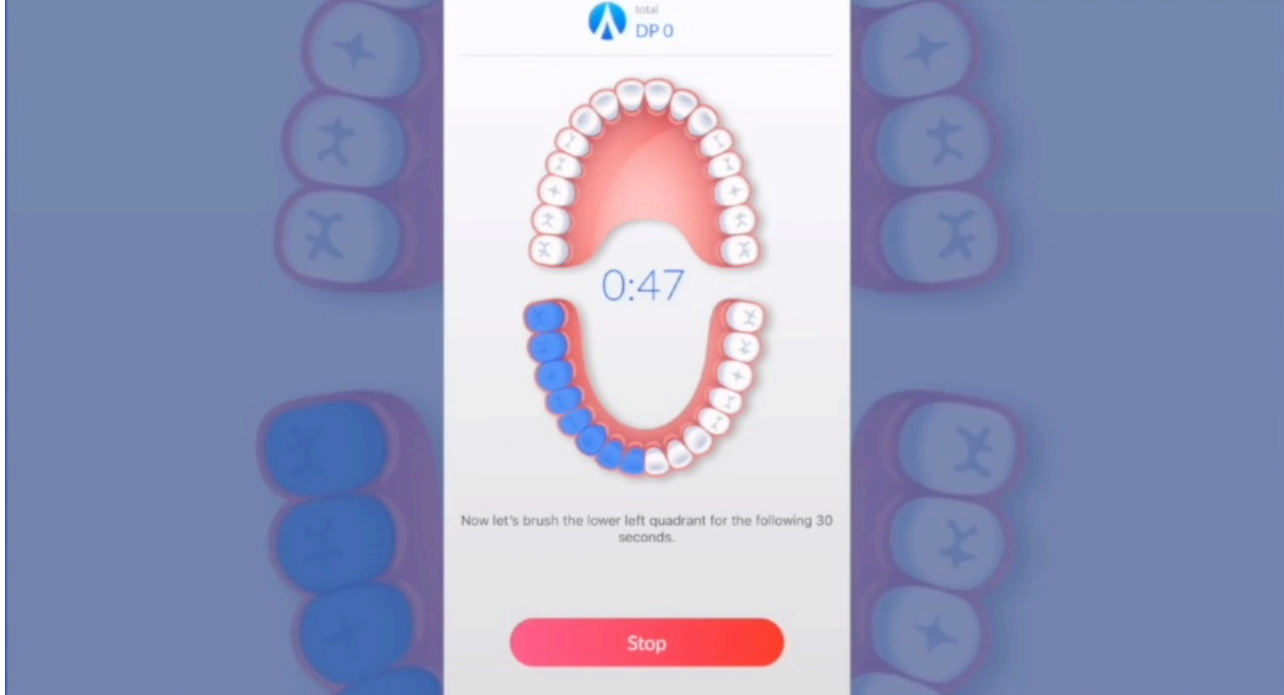 total
DP 0
0:47
Now let's brush the lower left quadrant for the following 30
seconds.
Stop